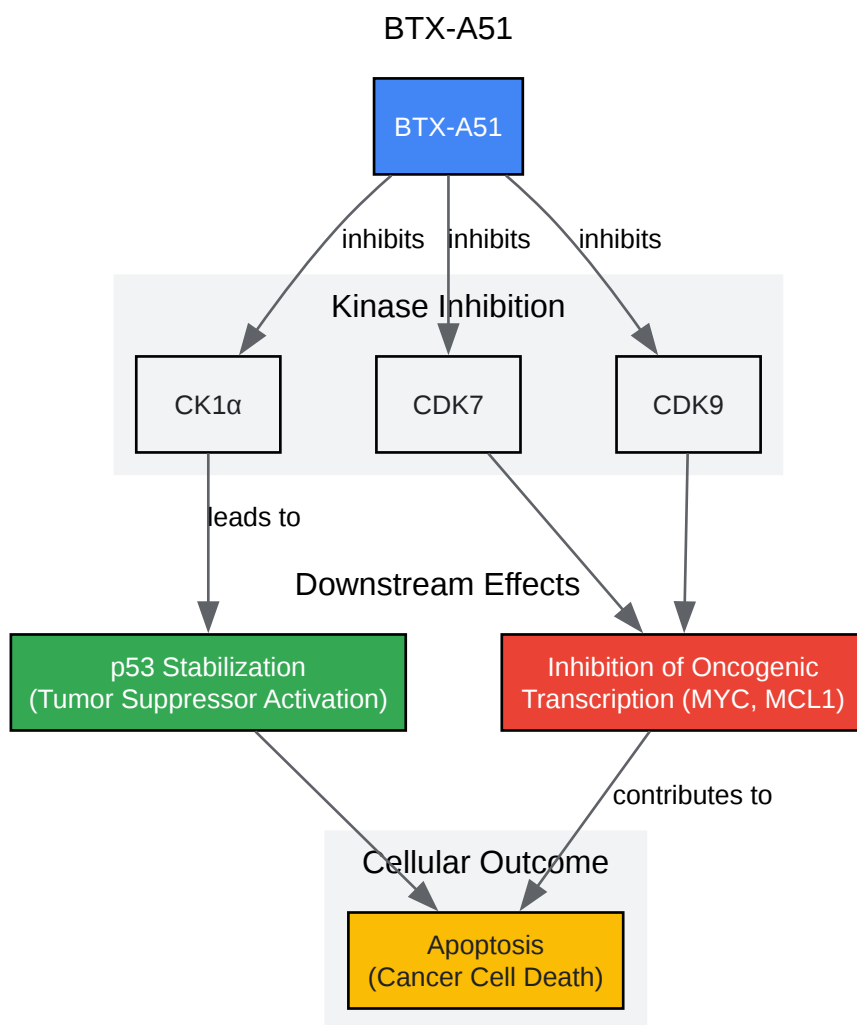 BTX-A51
BTX-A51
inhibits
inhibits
inhibits
Kinase Inhibition
CK1α
CDK7
CDK9
leads to
Downstream Effects
p53 Stabilization
(Tumor Suppressor Activation)
Inhibition of Oncogenic
Transcription (MYC, MCL1)
contributes to
Cellular Outcome
Apoptosis
(Cancer Cell Death)